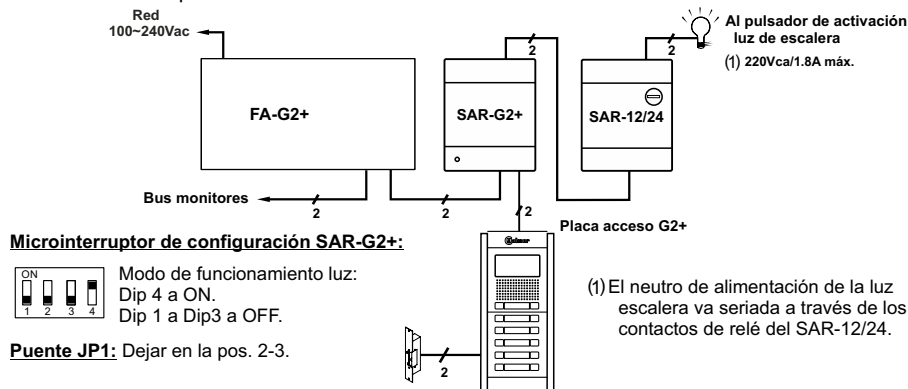 Red
100~240Vac
2
2
Al pulsador de activación
luz de escalera
(1) 220Vca/1.8A máx.
FA-G2+
SAR-G2+
SAR-12/24
Bus monitores
2
2
2
Placa acceso G2+
Microinterruptor de configuración SAR-G2+:
ON
1 2 3 4
Modo de funcionamiento luz:
Dip 4 a ON.
Dip 1 a Dip3 a OFF.
Puente JP1: Dejar en la pos. 2-3.
Golmar
2
(1) El neutro de alimentación de la luz
escalera va seriada a través de los
contactos de relé del SAR-12/24.